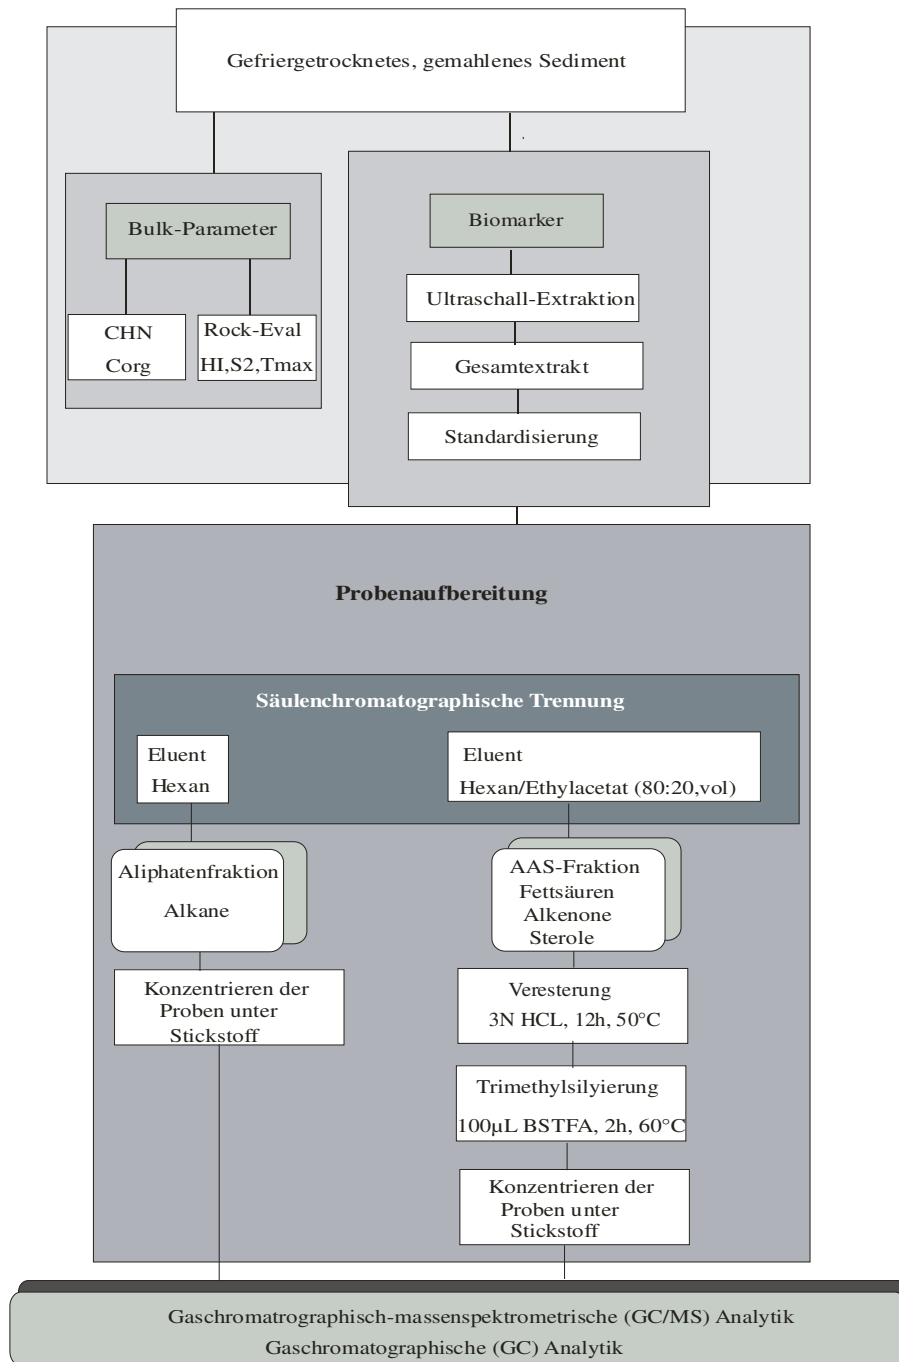 Gefriergetrocknetes, gemahlenes Sediment
Bulk-Parameter
CHN
Corg
Rock-Eval
HI,S2,Tmax
Biomarker
Ultraschall-Extraktion
Gesamtextrakt
Standardisierung
Probenaufbereitung
Säulenchromatographische Trennung
Eluent
Hexan
Eluent
Hexan/Ethylacetat (80:20,vol)
Aliphatenfraktion
Alkane
Konzentrieren der
Proben unter
Stickstoff
AAS-Fraktion
Fettsäuren
Alkenone
Sterole
Veresterung
3N HCL, 12h, 50°C
Trimethylsilyierung
100µL BSTFA, 2h, 60°C
Konzentrieren der
Proben unter
Stickstoff
Gaschromatrographisch-massenspektrometrische (GC/MS) Analytik
Gaschromatographische (GC) Analytik